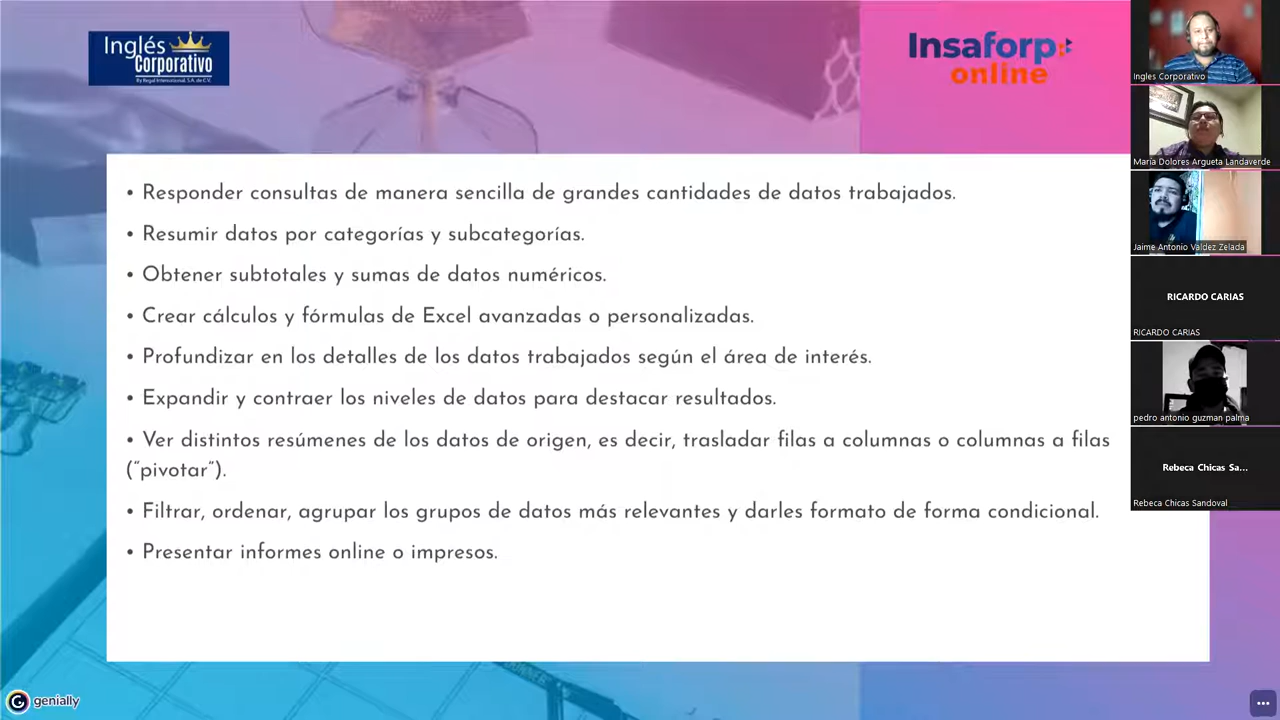 Inglés
Corporativo
By Regal International, S.A. de C.V.
Insaforp
online
• Responder consultas de manera sencilla de grandes cantidades de datos trabajados.
• Resumir datos por categorías y subcategorías.
• Obtener subtotales y sumas de datos numéricos.
• Crear cálculos y fórmulas de Excel avanzadas o personalizadas.
• Profundizar en los detalles de los datos trabajados según el área de interés.
• Expandir y contraer los niveles de datos para destacar resultados.
• Ver distintos resúmenes de los datos de origen, es decir, trasladar filas a columnas o columnas a filas
(“pivotar”).
• Filtrar, ordenar, agrupar los grupos de datos más relevantes y darles formato de forma condicional.
• Presentar informes online o impresos.
Ingles Corporativo
María Dolores Argueta Landaverde
Jaime Antonio Valdez Zelada
RICARDO CARIAS
RICARDO CARIAS
pedro antonio guzman palma
Rebeca Chicas Sa...
Rebeca Chicas Sandoval
genially